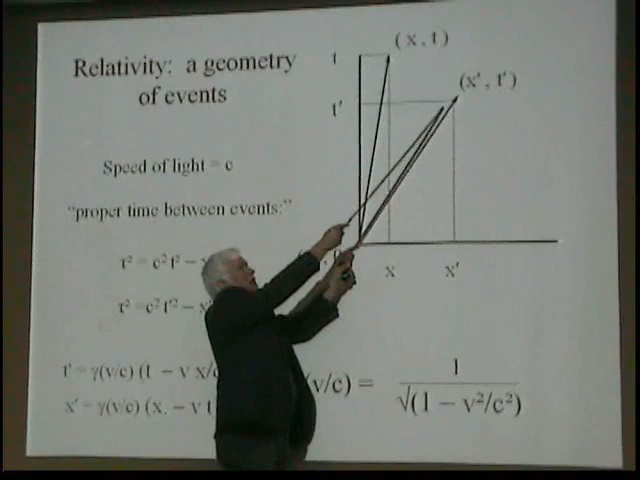 Relativity: a geometry
of events
Speed of light = c
"proper time between events:"
τ² = c²t² –
τ² = c²t'² – x
t' = γ(v/c) (t – v x/c
x' = γ(v/c) (x – v t
(v/c) =
1
√(1 – v²/c²)
t
(x, t)
t'
(x', t')
x
x'